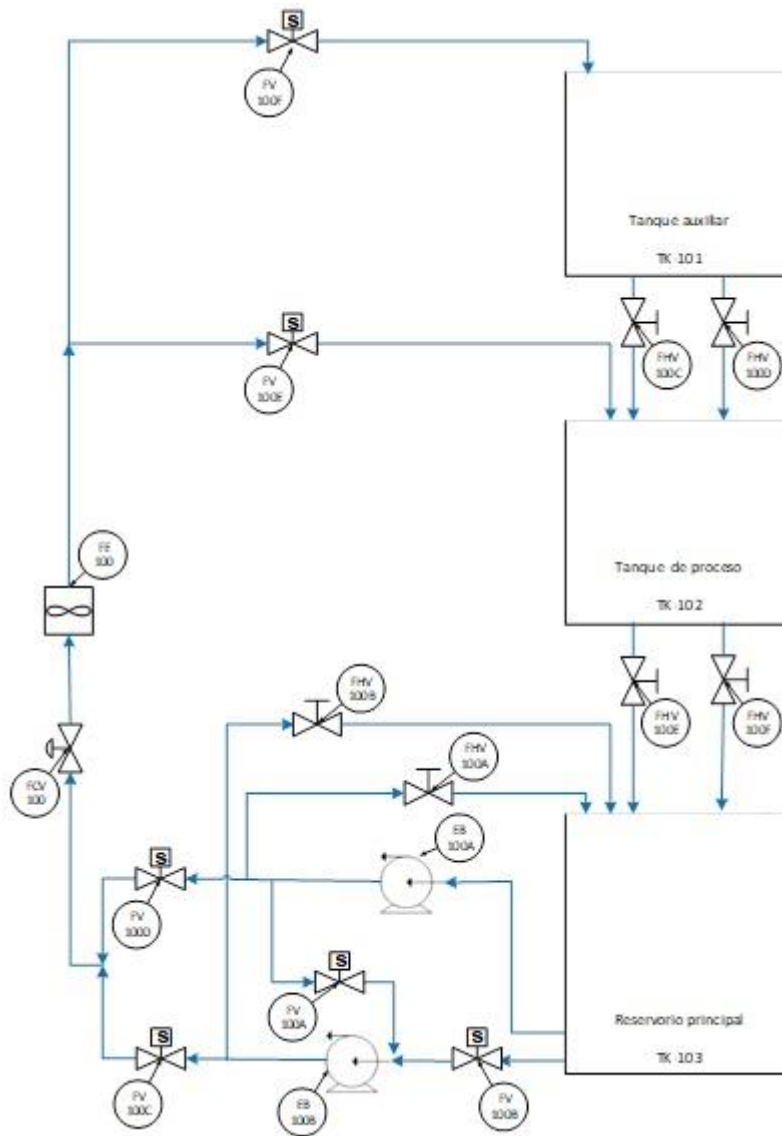 S
FV
100F
Tanque auxiliar
TK 101
FHV
100C
FHV
100D
S
FV
100E
FE
100
Tanque de proceso
TK 102
FHV
100B
FHV
100E
FHV
100F
FCV
100
FHV
100A
EB
100A
S
FV
100D
S
FV
100A
Reservorio principal
TK 103
S
FV
100C
EB
100B
S
FV
100B